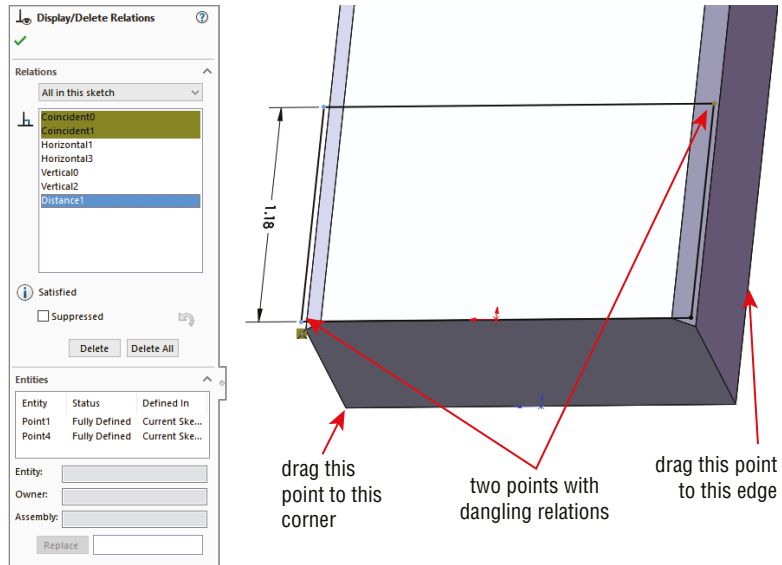 Display/Delete Relations
Relations
All in this sketch
Coincident0
Coincident1
Horizontal1
Horizontal3
Vertical0
Vertical2
Distance1
Satisfied
Suppressed
Delete Delete All
Entities
Entity Status Defined In
Point1 Fully Defined Current Ske...
Point4 Fully Defined Current Ske...
Entity:
Owner:
Assembly:
Replace
1.18
drag this
point to this
corner
two points with
dangling relations
drag this point
to this edge